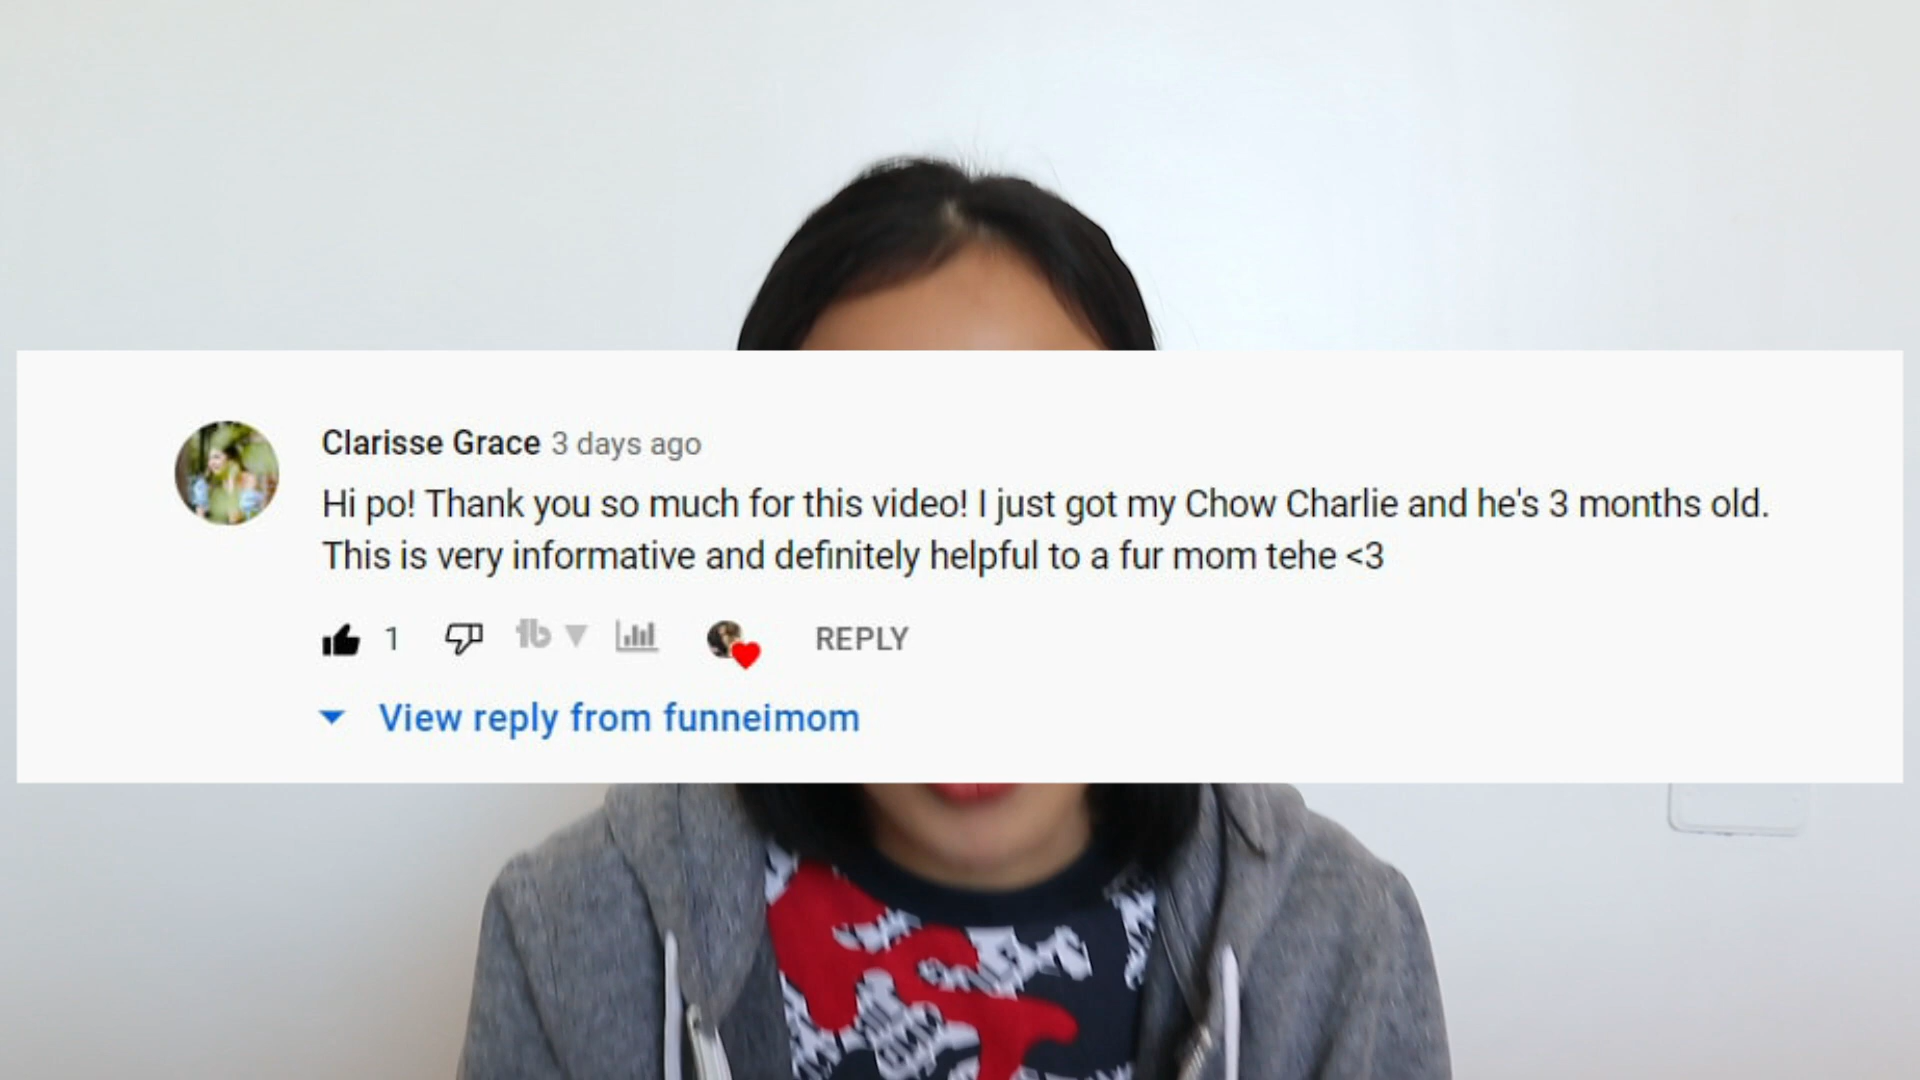 Clarisse Grace 3 days ago
Hi po! Thank you so much for this video! I just got my Chow Charlie and he's 3 months old.
This is very informative and definitely helpful to a fur mom tehe <3
1 tb REPLY
View reply from funneimom